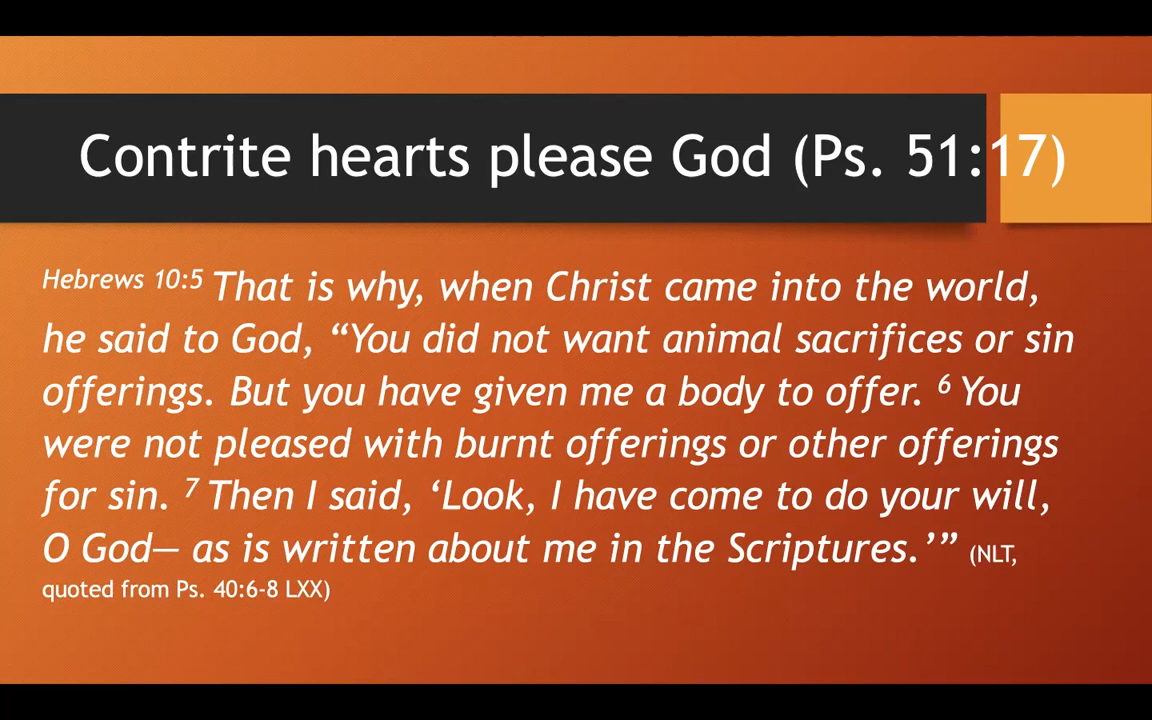 Contrite hearts please God (Ps. 51:17)
Hebrews 10:5 That is why, when Christ came into the world,
he said to God, “You did not want animal sacrifices or sin
offerings. But you have given me a body to offer. 6 You
were not pleased with burnt offerings or other offerings
for sin. 7 Then I said, ‘Look, I have come to do your will,
O God— as is written about me in the Scriptures.’” (NLT,
quoted from Ps. 40:6-8 LXX)